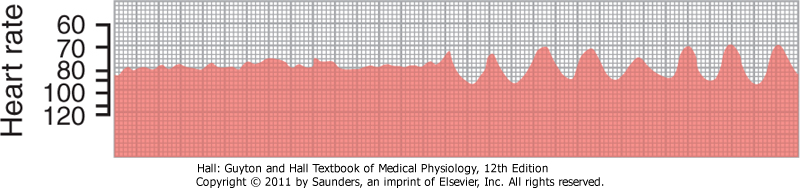 Heart rate
60
70
80
100
120
Hall: Guyton and Hall Textbook of Medical Physiology, 12th Edition
Copyright © 2011 by Saunders, an imprint of Elsevier, Inc. All rights reserved.